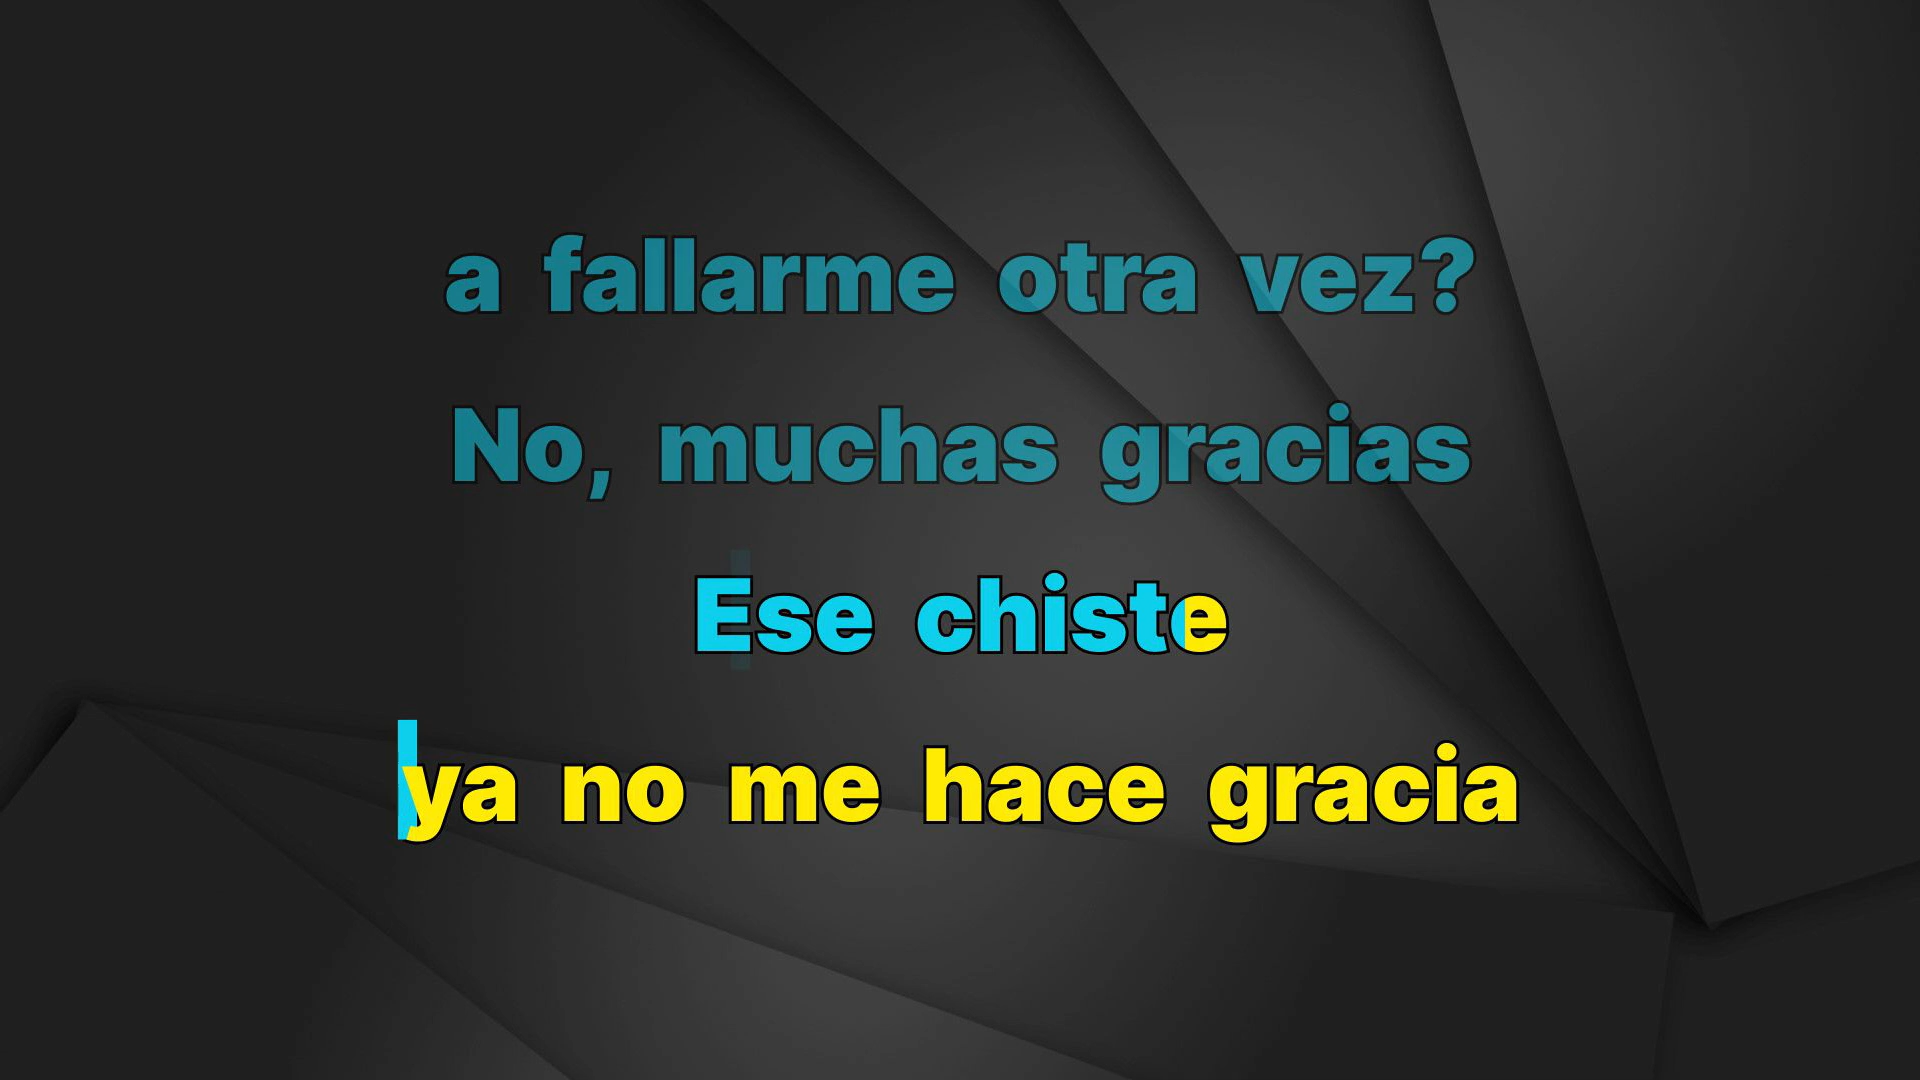 a fallarme otra vez?
No, muchas gracias
Ese chiste
ya no me hace gracia